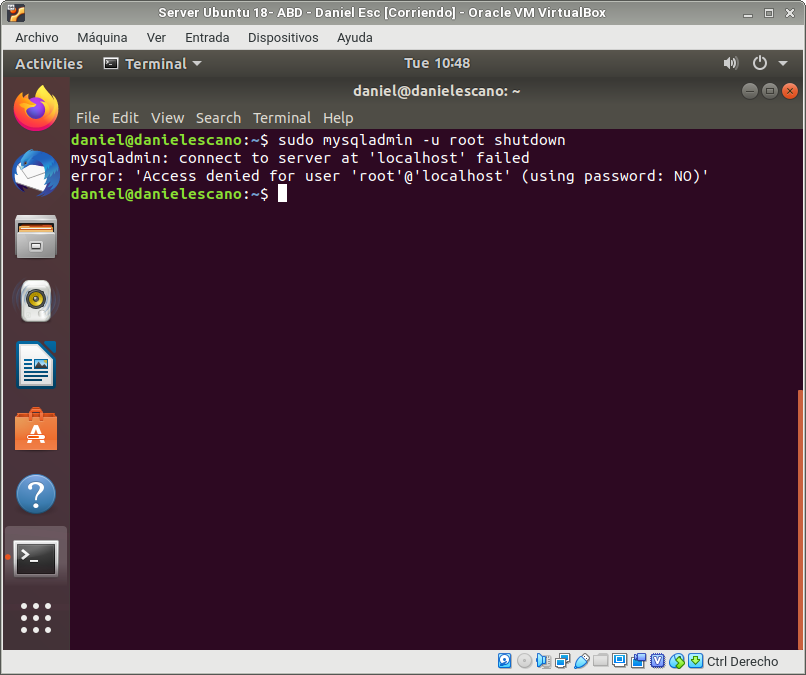 Server Ubuntu 18- ABD - Daniel Esc [Corriendo] - Oracle VM VirtualBox
Archivo Máquina Ver Entrada Dispositivos Ayuda
Activities Terminal Tue 10:48
daniel@danielescano: ~
File Edit View Search Terminal Help
daniel@danielescano:~$ sudo mysqladmin -u root shutdown
mysqladmin: connect to server at 'localhost' failed
error: 'Access denied for user 'root'@'localhost' (using password: NO)'
daniel@danielescano:~$
Ctrl Derecho